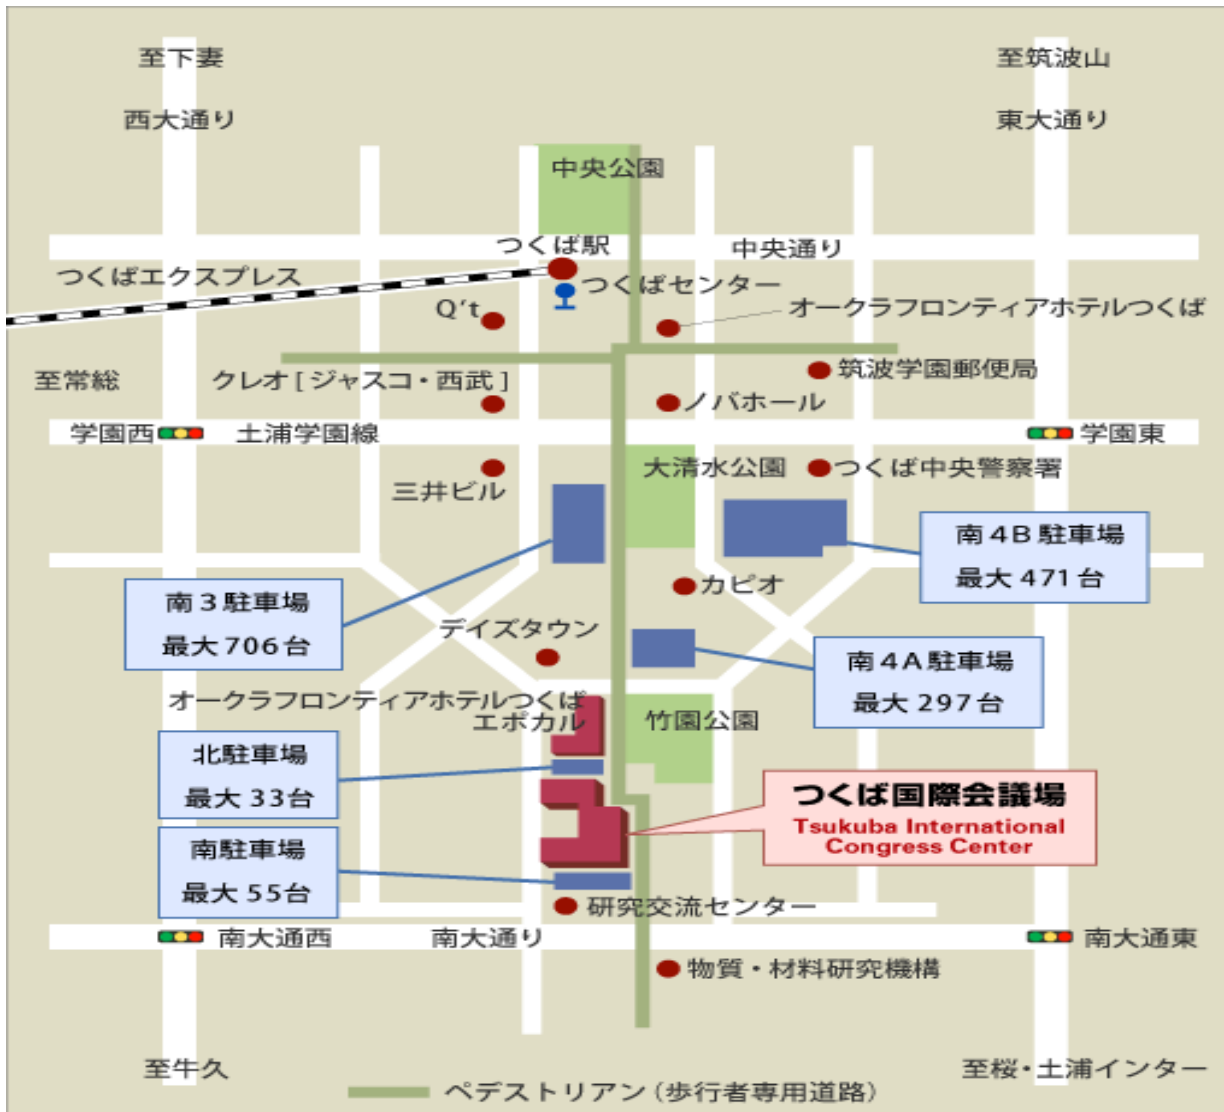 至下妻
至筑波山
西大通り
東大通り
中央公園
つくば駅
中央通り
つくばエクスプレス
つくばセンター
Q't
オークラフロンティアホテルつくば
至常総
クレオ [ジャスコ・西武]
筑波学園郵便局
ノバホール
学園西
土浦学園線
学園東
大清水公園
つくば中央警察署
三井ビル
南4B駐車場
最大 471台
南3駐車場
最大 706台
カピオ
デイズタウン
南4A駐車場
最大 297台
オークラフロンティアホテルつくば
エポカル
竹園公園
北駐車場
最大 33台
つくば国際会議場
Tsukuba International
Congress Center
南駐車場
最大 55台
研究交流センター
南大通西
南大通り
南大通東
物質・材料研究機構
至牛久
至桜・土浦インター
ペデストリアン (歩行者専用道路)